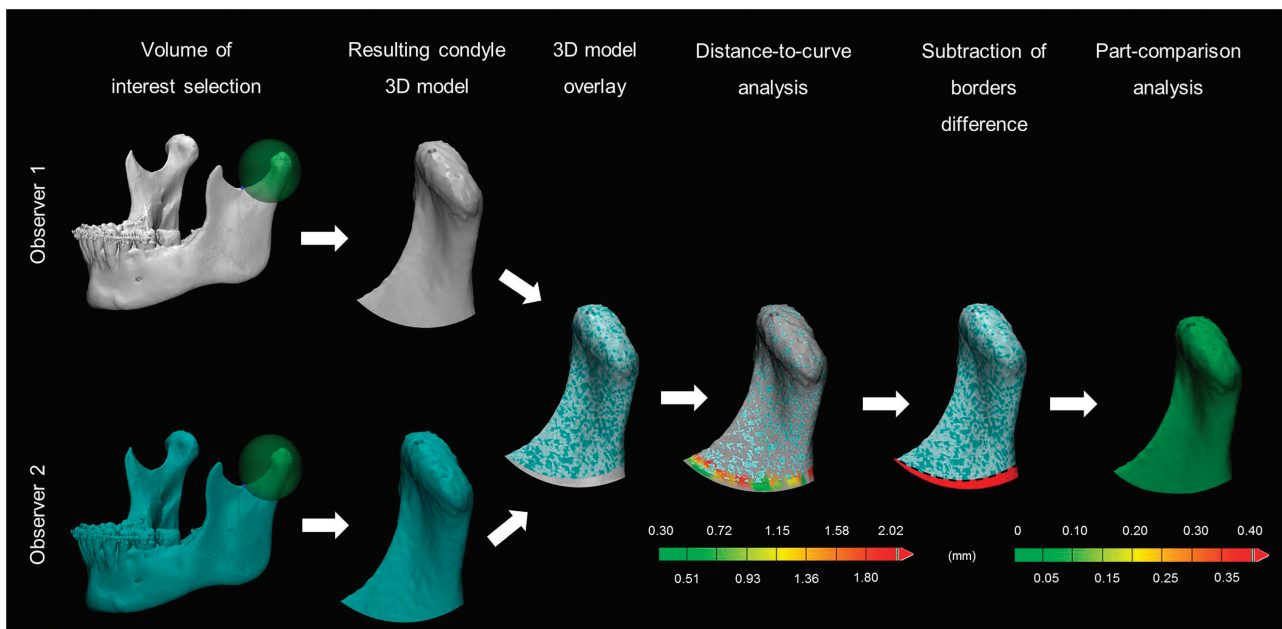 Volume of
interest selection
Resulting condyle
3D model
3D model
overlay
Distance-to-curve
analysis
Subtraction of
borders
difference
Part-comparison
analysis
Observer 1
Observer 2
0.30 0.72 1.15 1.58 2.02
0.51 0.93 1.36 1.80
(mm)
0 0.10 0.20 0.30 0.40
0.05 0.15 0.25 0.35